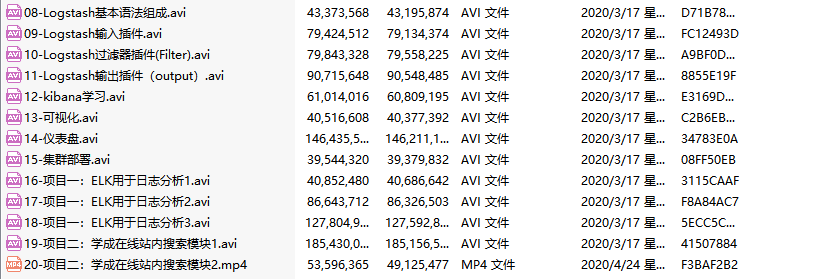 08-Logstash基本语法组成.avi 43,373,568 43,195,874 AVI 文件 2020/3/17 星... D71B78...
09-Logstash输入插件.avi 79,424,512 79,134,374 AVI 文件 2020/3/17 星... FC12493D
10-Logstash过滤器插件(Filter).avi 79,843,328 79,558,225 AVI 文件 2020/3/17 星... A9BF0D...
11-Logstash输出插件（output）.avi 90,715,648 90,548,485 AVI 文件 2020/3/17 星... 8855E19F
12-kibana学习.avi 61,014,016 60,809,195 AVI 文件 2020/3/17 星... E3169D...
13-可视化.avi 40,516,608 40,377,392 AVI 文件 2020/3/17 星... C2B6EB...
14-仪表盘.avi 146,435,5... 146,211,1... AVI 文件 2020/3/17 星... 34783E0A
15-集群部署.avi 39,544,320 39,379,832 AVI 文件 2020/3/17 星... 08FF50EB
16-项目一：ELK用于日志分析1.avi 40,852,480 40,686,642 AVI 文件 2020/3/17 星... 3115CAAF
17-项目一：ELK用于日志分析2.avi 86,643,712 86,326,503 AVI 文件 2020/3/17 星... F8A84AC7
18-项目一：ELK用于日志分析3.avi 127,804,9... 127,592,8... AVI 文件 2020/3/17 星... 5ECC5C...
19-项目二：学成在线站内搜索模块1.avi 185,430,0... 185,156,5... AVI 文件 2020/3/17 星... 41507884
20-项目二：学成在线站内搜索模块2.mp4 53,596,365 49,125,477 MP4 文件 2020/4/24 星... F3BAF2B2